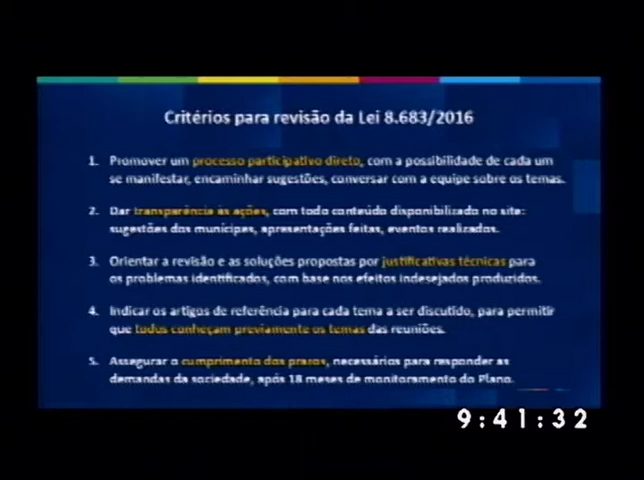 Critérios para revisão da Lei 8.683/2016
1. Promover um processo participativo direto, com a possibilidade de cada um
se manifestar, encaminhar sugestões, conversar com a equipe sobre os temas.
2. Dar transparência às ações, com todo conteúdo disponibilizado no site:
sugestões dos munícipes, apresentações feitas, eventos realizados.
3. Orientar a revisão e as soluções propostas por justificativas técnicas para
os problemas identificados, com base nos efeitos indesejados produzidos.
4. Indicar os artigos de referência para cada tema a ser discutido, para permitir
que todos conheçam previamente os temas das reuniões.
5. Assegurar o cumprimento dos prazos, necessários para responder as
demandas da sociedade, após 18 meses de monitoramento do Plano.
9:41:32